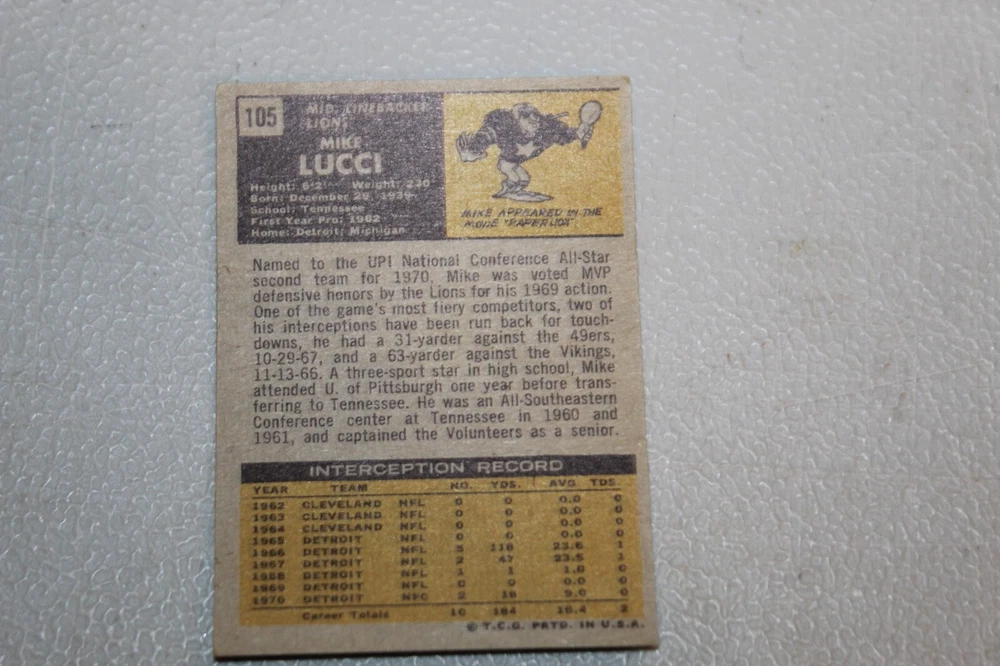 105
MID. LINEBACKER
LIONS
MIKE
LUCCI
Height: 6'2" Weight: 230
Born: December 29, 1939
School: Tennessee
First Year Pro: 1962
Home: Detroit, Michigan
MIKE APPEARED IN THE
MOVIE "PAPER LION"
Named to the UPI National Conference All-Star
second team for 1970, Mike was voted MVP
defensive honors by the Lions for his 1969 action.
One of the game's most fiery competitors, two of
his interceptions have been run back for touch-
downs, he had a 31-yarder against the 49ers,
10-29-67, and a 63-yarder against the Vikings,
11-13-66. A three-sport star in high school, Mike
attended U. of Pittsburgh one year before trans-
ferring to Tennessee. He was an All-Southeastern
Conference center at Tennessee in 1960 and
1961, and captained the Volunteers as a senior.
INTERCEPTION RECORD
YEAR TEAM NO. YDS. AVG TDS.
1962 CLEVELAND NFL 0 0 0.0 0
1963 CLEVELAND NFL 0 0 0.0 0
1964 CLEVELAND NFL 0 0 0.0 0
1965 DETROIT NFL 0 0 0.0 0
1966 DETROIT NFL 5 118 23.6 1
1967 DETROIT NFL 2 47 23.5 1
1968 DETROIT NFL 1 1 1.0 0
1969 DETROIT NFL 0 0 0.0 0
1970 DETROIT NFC 2 18 9.0 0
Career Totals 10 184 18.4 2
© T.C.G. PRTD. IN U.S.A.